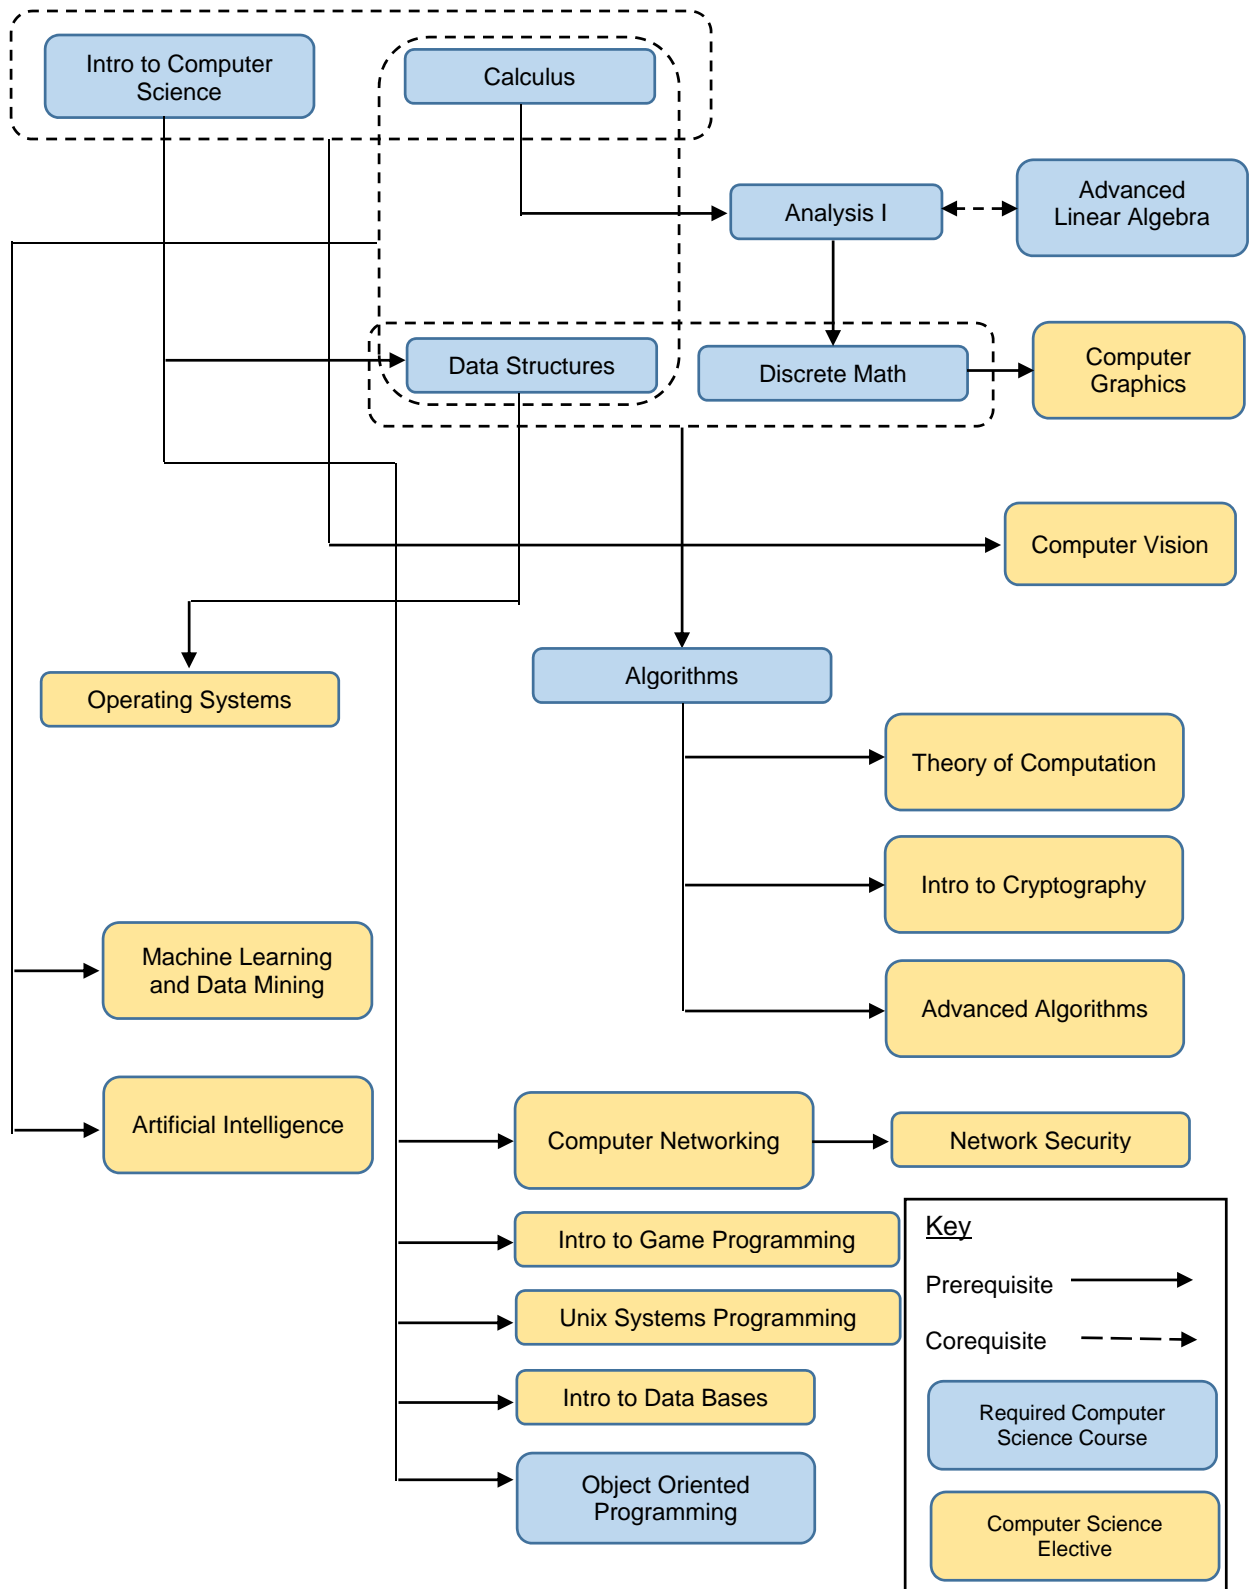 Intro to Computer
Science
Calculus
Analysis I
Advanced
Linear Algebra
Data Structures
Discrete Math
Computer
Graphics
Computer Vision
Operating Systems
Algorithms
Theory of Computation
Intro to Cryptography
Machine Learning
and Data Mining
Advanced Algorithms
Artificial Intelligence
Computer Networking
Network Security
Intro to Game Programming
Unix Systems Programming
Intro to Data Bases
Object Oriented
Programming
Key
Prerequisite
Corequisite
Required Computer
Science Course
Computer Science
Elective